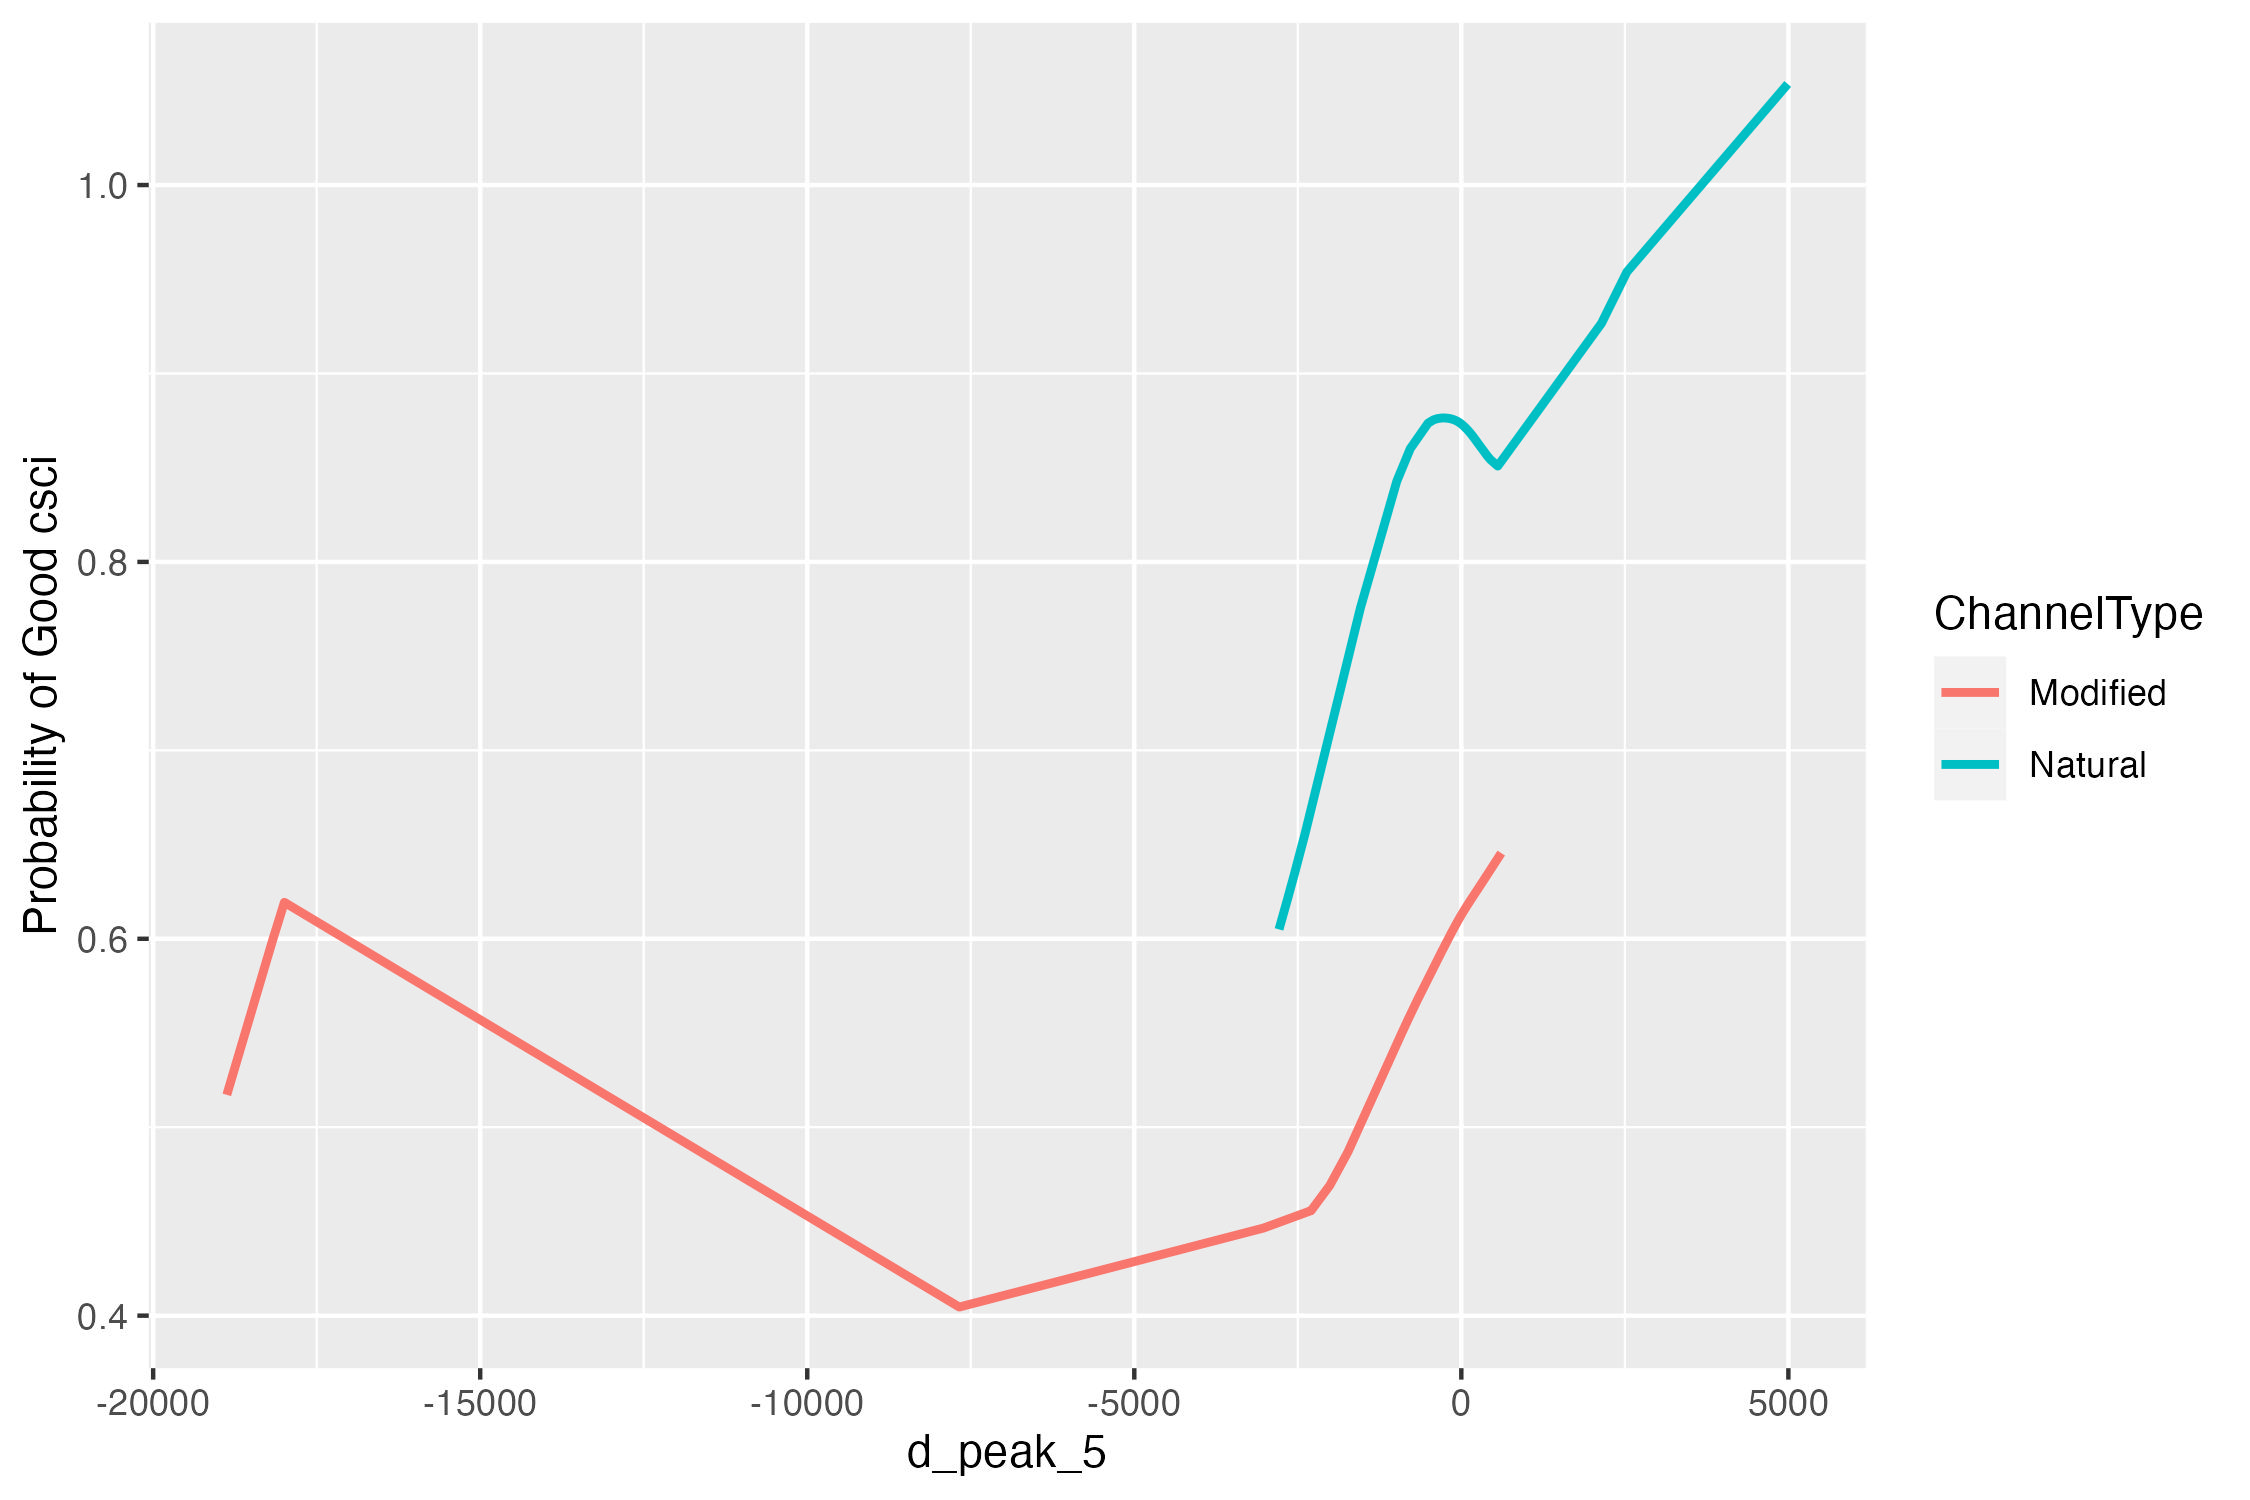 Probability of Good csci
1.0
0.8
0.6
0.4
-20000 -15000 -10000 -5000 0 5000
d_peak_5
ChannelType
Modified
Natural